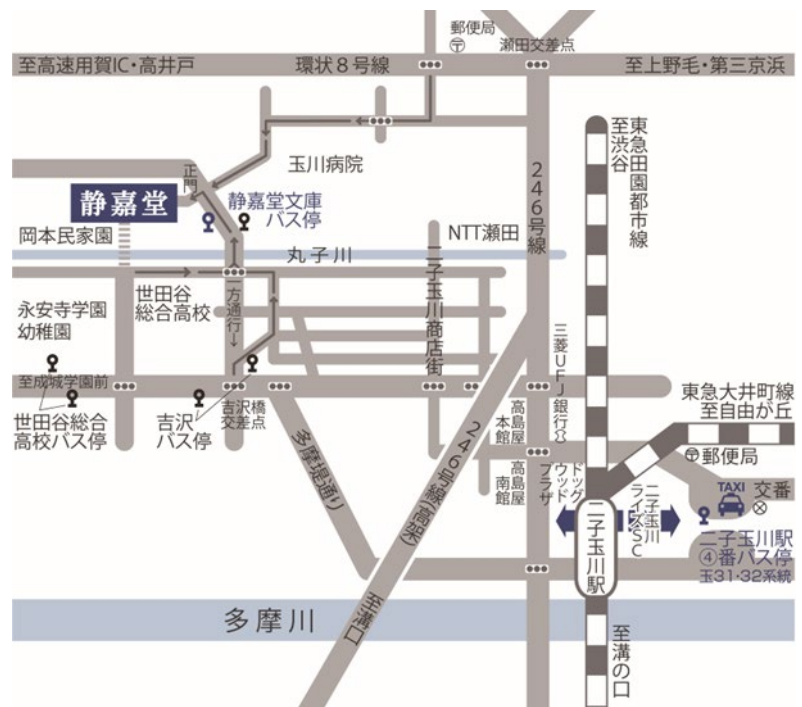 郵便局
瀬田交差点
至高速用賀IC・高井戸
環状8号線
至上野毛・第三京浜
東急田園都市線
至渋谷
正門
玉川病院
静嘉堂
静嘉堂文庫
バス停
246号線
岡本民家園
NTT瀬田
丸子川
二子玉川商店街
世田谷
総合高校
一方通行→
永安寺学園
幼稚園
三菱UFJ銀行
至成城学園前
世田谷総合
高校バス停
吉沢
バス停
吉沢橋
交差点
高島屋
本館
東急大井町線
至自由が丘
郵便局
多摩堤通り
246号線(高架)
高島屋
南館
ドッグ
ウッド
プラザ
二子玉川
ライズSC
TAXI
交番
二子玉川駅
二子玉川駅
④番バス停
玉31・32系統
多摩川
至溝口
至溝の口